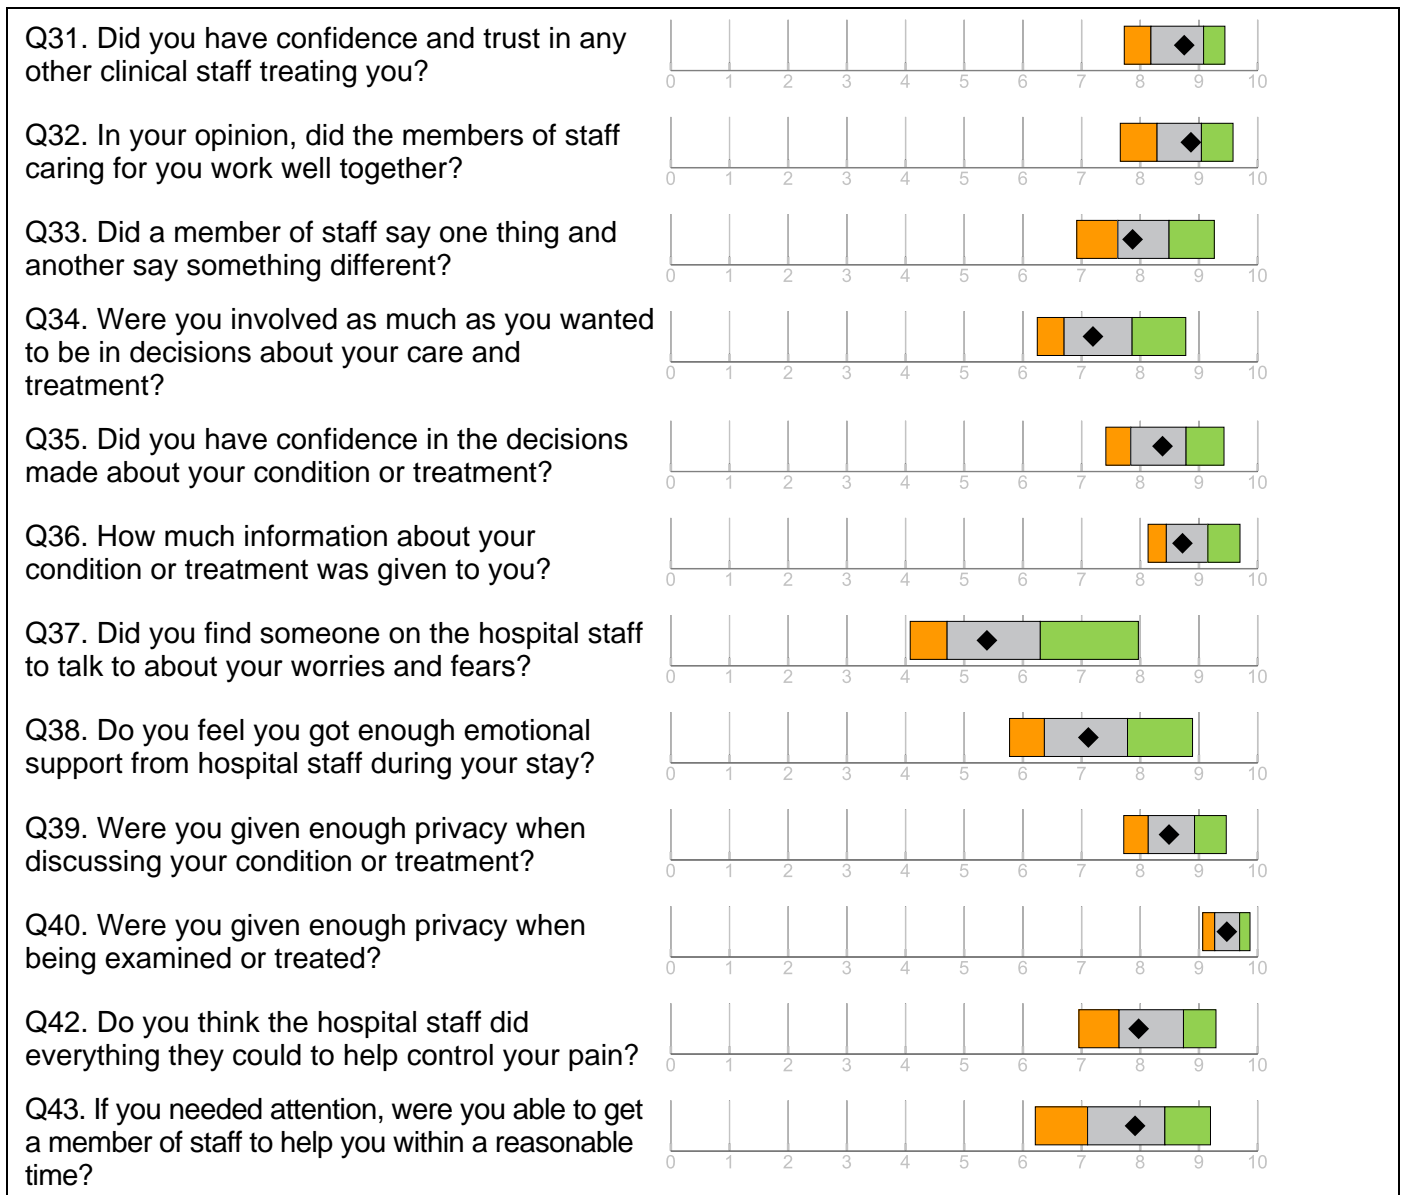 Q31. Did you have confidence and trust in any
other clinical staff treating you?
0 1 2 3 4 5 6 7 8 9 10
Q32. In your opinion, did the members of staff
caring for you work well together?
0 1 2 3 4 5 6 7 8 9 10
Q33. Did a member of staff say one thing and
another say something different?
0 1 2 3 4 5 6 7 8 9 10
Q34. Were you involved as much as you wanted
to be in decisions about your care and
treatment?
0 1 2 3 4 5 6 7 8 9 10
Q35. Did you have confidence in the decisions
made about your condition or treatment?
0 1 2 3 4 5 6 7 8 9 10
Q36. How much information about your
condition or treatment was given to you?
0 1 2 3 4 5 6 7 8 9 10
Q37. Did you find someone on the hospital staff
to talk to about your worries and fears?
0 1 2 3 4 5 6 7 8 9 10
Q38. Do you feel you got enough emotional
support from hospital staff during your stay?
0 1 2 3 4 5 6 7 8 9 10
Q39. Were you given enough privacy when
discussing your condition or treatment?
0 1 2 3 4 5 6 7 8 9 10
Q40. Were you given enough privacy when
being examined or treated?
0 1 2 3 4 5 6 7 8 9 10
Q42. Do you think the hospital staff did
everything they could to help control your pain?
0 1 2 3 4 5 6 7 8 9 10
Q43. If you needed attention, were you able to get
a member of staff to help you within a reasonable
time?
0 1 2 3 4 5 6 7 8 9 10